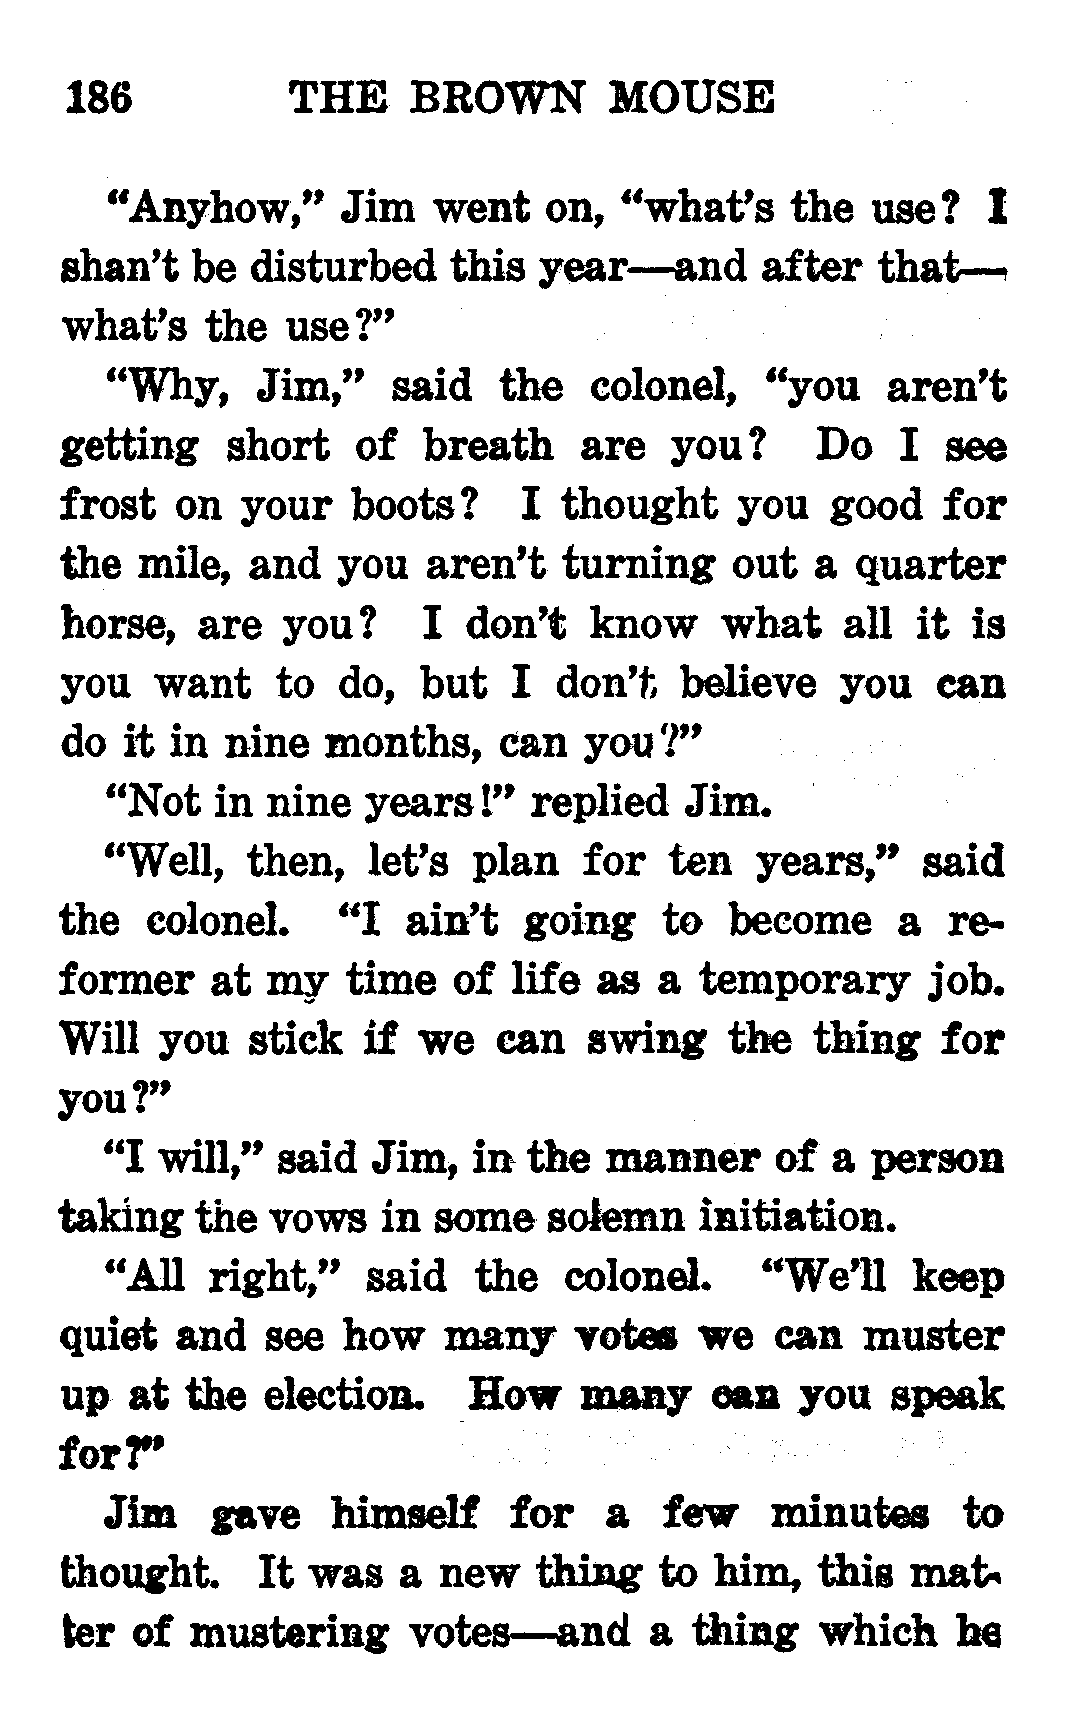 186 THE BROWN MOUSE
“Anyhow,” Jim went on, “what’s the use? I
shan’t be disturbed this year—and after that—
what’s the use?”
“Why, Jim,” said the colonel, “you aren’t
getting short of breath are you? Do I see
frost on your boots? I thought you good for
the mile, and you aren’t turning out a quarter
horse, are you? I don’t know what all it is
you want to do, but I don’t believe you can
do it in nine months, can you?”
“Not in nine years!” replied Jim.
“Well, then, let’s plan for ten years,” said
the colonel. “I ain’t going to become a re-
former at my time of life as a temporary job.
Will you stick if we can swing the thing for
you?”
“I will,” said Jim, in the manner of a person
taking the vows in some solemn initiation.
“All right,” said the colonel. “We’ll keep
quiet and see how many votes we can muster
up at the election. How many can you speak
for?”
Jim gave himself for a few minutes to
thought. It was a new thing to him, this mat-
ter of mustering votes—and a thing which he